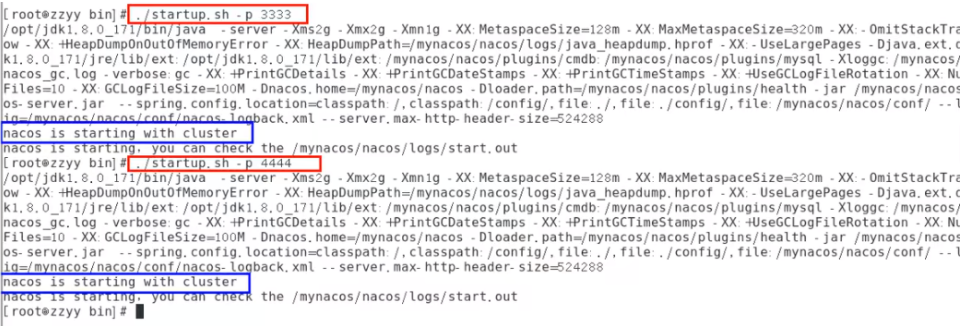 [root@zzyy bin]# ./startup.sh -p 3333
/opt/jdk1.8.0_171/bin/java  -server -Xms2g -Xmx2g -Xmn1g -XX:MetaspaceSize=128m -XX:MaxMetaspaceSize=320m -XX:-OmitStackTra
ow -XX:+HeapDumpOnOutOfMemoryError -XX:HeapDumpPath=/mynacos/nacos/logs/java_heapdump.hprof -XX:-UseLargePages -Djava.ext.d
k1.8.0_171/jre/lib/ext:/opt/jdk1.8.0_171/lib/ext:/mynacos/nacos/plugins/cmdb:/mynacos/nacos/plugins/mysql -Xloggc:/mynacos/
nacos_gc.log -verbose:gc -XX:+PrintGCDetails -XX:+PrintGCDateStamps -XX:+PrintGCTimeStamps -XX:+UseGCLogFileRotation -XX:Nu
Files=10 -XX:GCLogFileSize=100M -Dnacos.home=/mynacos/nacos -Dloader.path=/mynacos/nacos/plugins/health -jar /mynacos/nacos
os-server.jar  --spring.config.location=classpath:/,classpath:/config/,file:./,file:./config/,file:/mynacos/nacos/conf/ --l
ig=/mynacos/nacos/conf/nacos-logback.xml --server.max-http-header-size=524288
nacos is starting with cluster
nacos is starting, you can check the /mynacos/nacos/logs/start.out
[root@zzyy bin]# ./startup.sh -p 4444
/opt/jdk1.8.0_171/bin/java  -server -Xms2g -Xmx2g -Xmn1g -XX:MetaspaceSize=128m -XX:MaxMetaspaceSize=320m -XX:-OmitStackTra
ow -XX:+HeapDumpOnOutOfMemoryError -XX:HeapDumpPath=/mynacos/nacos/logs/java_heapdump.hprof -XX:-UseLargePages -Djava.ext.d
k1.8.0_171/jre/lib/ext:/opt/jdk1.8.0_171/lib/ext:/mynacos/nacos/plugins/cmdb:/mynacos/nacos/plugins/mysql -Xloggc:/mynacos/
nacos_gc.log -verbose:gc -XX:+PrintGCDetails -XX:+PrintGCDateStamps -XX:+PrintGCTimeStamps -XX:+UseGCLogFileRotation -XX:Nu
Files=10 -XX:GCLogFileSize=100M -Dnacos.home=/mynacos/nacos -Dloader.path=/mynacos/nacos/plugins/health -jar /mynacos/nacos
os-server.jar  --spring.config.location=classpath:/,classpath:/config/,file:./,file:./config/,file:/mynacos/nacos/conf/ --l
ig=/mynacos/nacos/conf/nacos-logback.xml --server.max-http-header-size=524288
nacos is starting with cluster
nacos is starting, you can check the /mynacos/nacos/logs/start.out
[root@zzyy bin]#